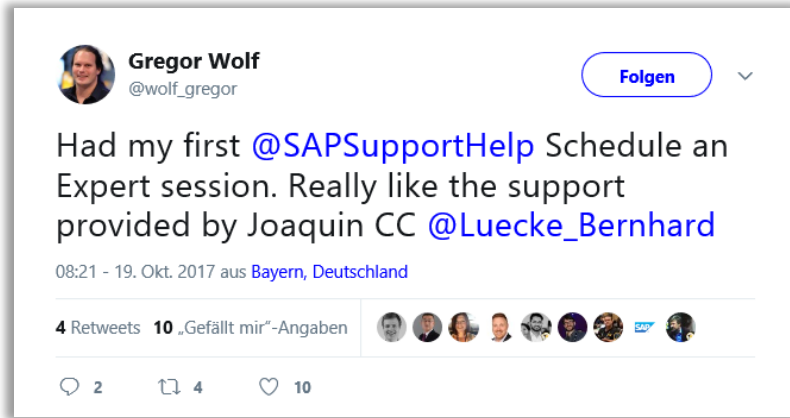 Gregor Wolf
@wolf_gregor
Folgen
Had my first @SAPSupportHelp Schedule an
Expert session. Really like the support
provided by Joaquin CC @Luecke_Bernhard
08:21 - 19. Okt. 2017 aus Bayern, Deutschland
4 Retweets 10 „Gefällt mir“-Angaben
SAP
2 4 10